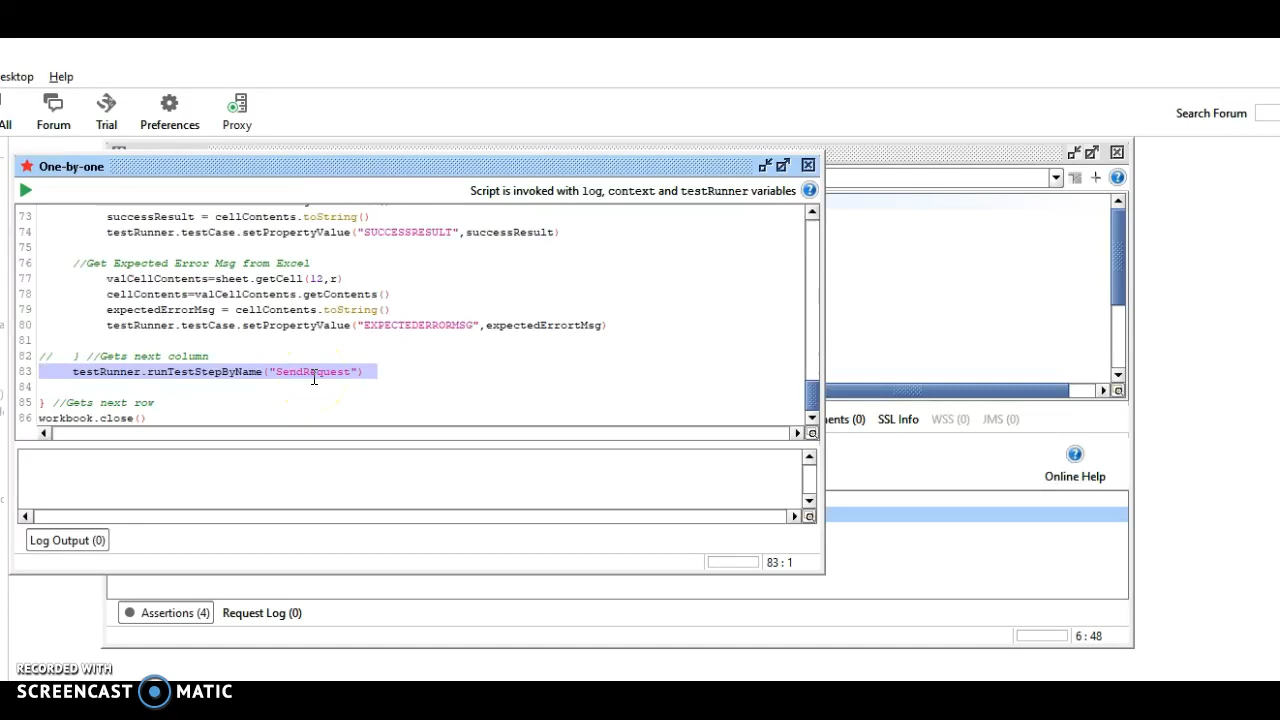 esktop Help
All Forum Trial Preferences Proxy
Search Forum
One-by-one
Script is invoked with log, context and testRunner variables
73 successResult = cellContents.toString()
74 testRunner.testCase.setPropertyValue("SUCCESSRESULT",successResult)
75
76 //Get Expected Error Msg from Excel
77 valCellContents=sheet.getCell(12,r)
78 cellContents=valCellContents.getContents()
79 expectedErrorMsg = cellContents.toString()
80 testRunner.testCase.setPropertyValue("EXPECTEDERRORMSG",expectedErrortMsg)
81
82 // } //Gets next column
83 testRunner.runTestStepByName("SendRequest")
84
85 } //Gets next row
86 workbook.close()
Log Output (0)
83 : 1
ents (0) SSL Info WSS (0) JMS (0)
Online Help
Assertions (4) Request Log (0)
6 : 48
RECORDED WITH
SCREENCAST MATIC